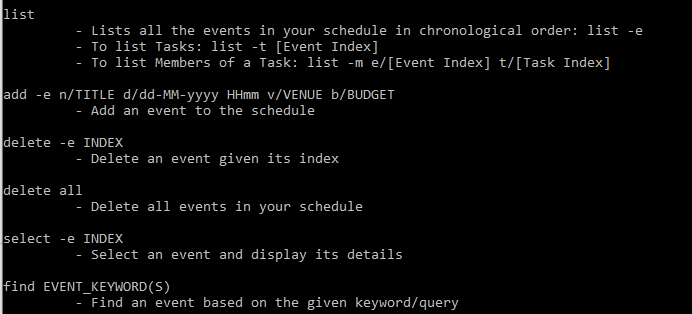 list
- Lists all the events in your schedule in chronological order: list -e
- To list Tasks: list -t [Event Index]
- To list Members of a Task: list -m e/[Event Index] t/[Task Index]
add -e n/TITLE d/dd-MM-yyyy HHmm v/VENUE b/BUDGET
- Add an event to the schedule
delete -e INDEX
- Delete an event given its index
delete all
- Delete all events in your schedule
select -e INDEX
- Select an event and display its details
find EVENT_KEYWORD(S)
- Find an event based on the given keyword/query